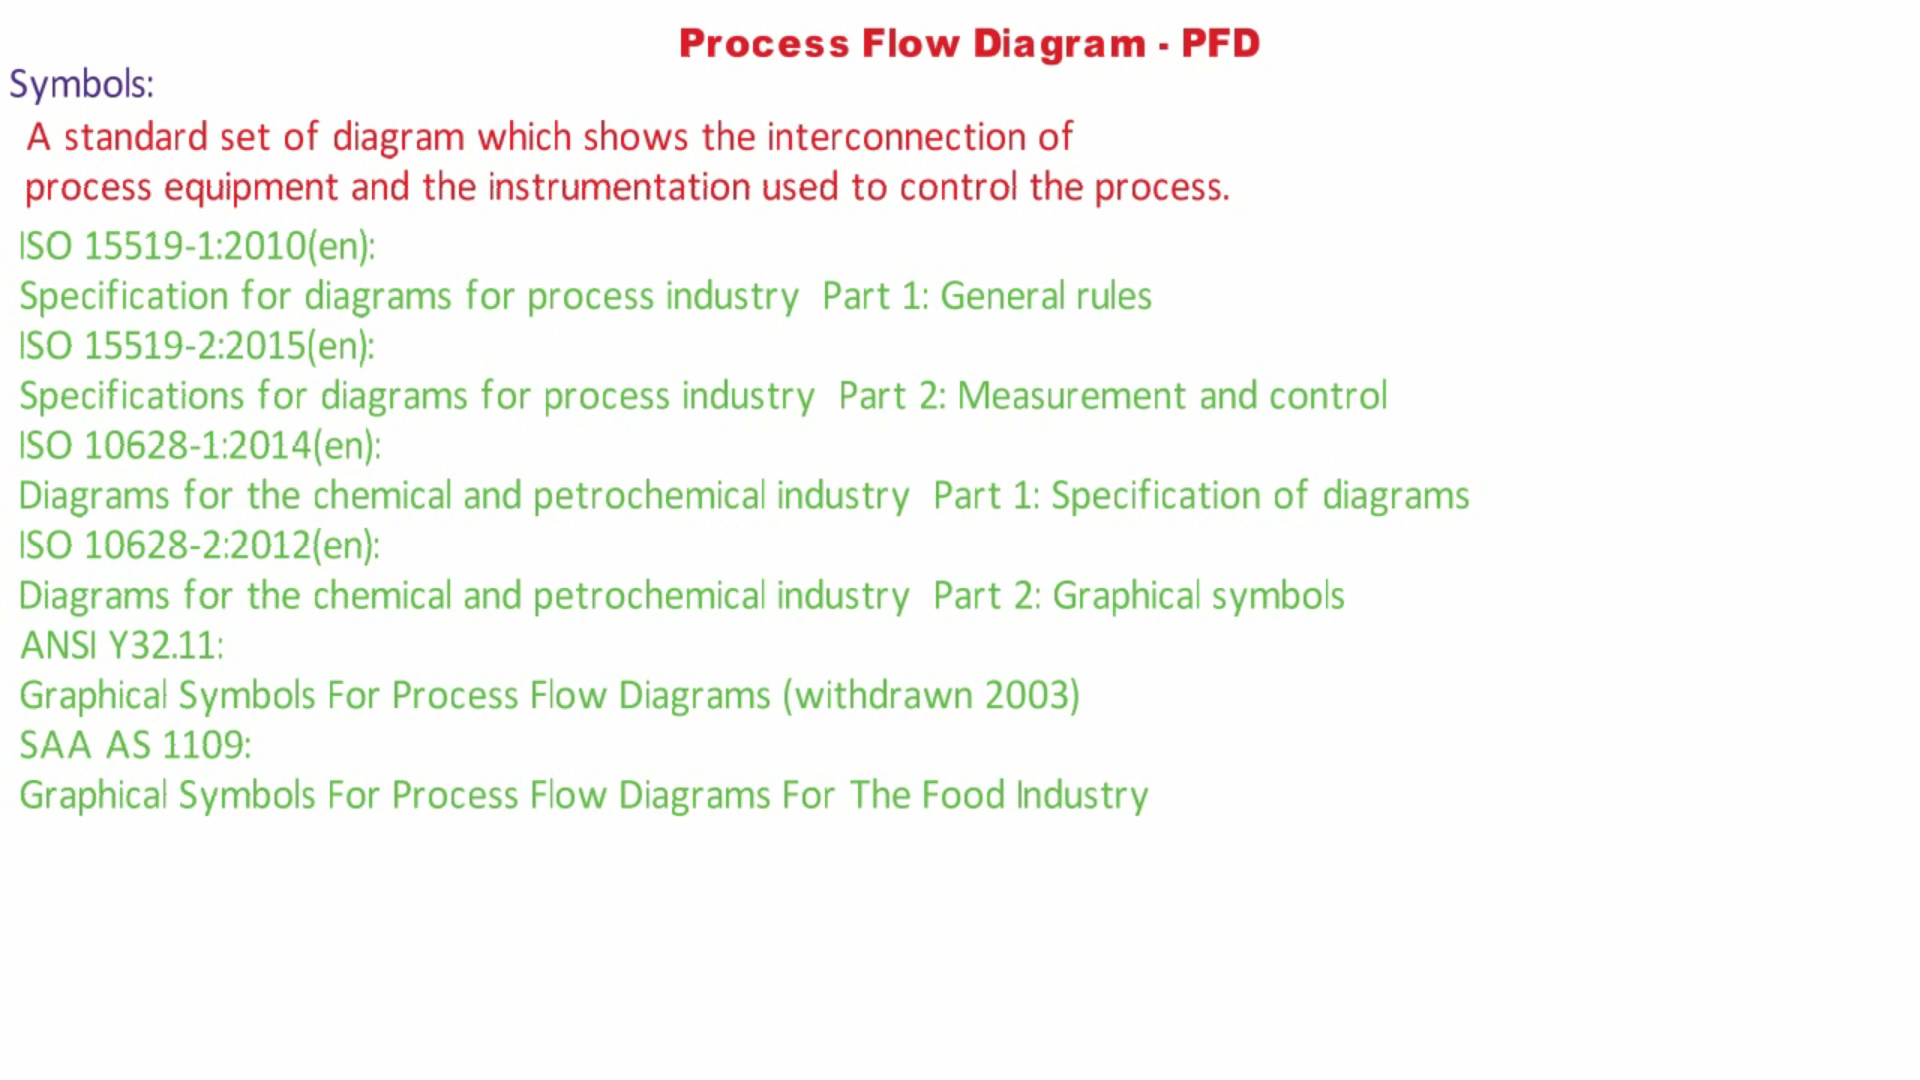 Process Flow Diagram - PFD
Symbols:
A standard set of diagram which shows the interconnection of
process equipment and the instrumentation used to control the process.
ISO 15519-1:2010(en):
Specification for diagrams for process industry Part 1: General rules
ISO 15519-2:2015(en):
Specifications for diagrams for process industry Part 2: Measurement and control
ISO 10628-1:2014(en):
Diagrams for the chemical and petrochemical industry Part 1: Specification of diagrams
ISO 10628-2:2012(en):
Diagrams for the chemical and petrochemical industry Part 2: Graphical symbols
ANSI Y32.11:
Graphical Symbols For Process Flow Diagrams (withdrawn 2003)
SAA AS 1109:
Graphical Symbols For Process Flow Diagrams For The Food Industry